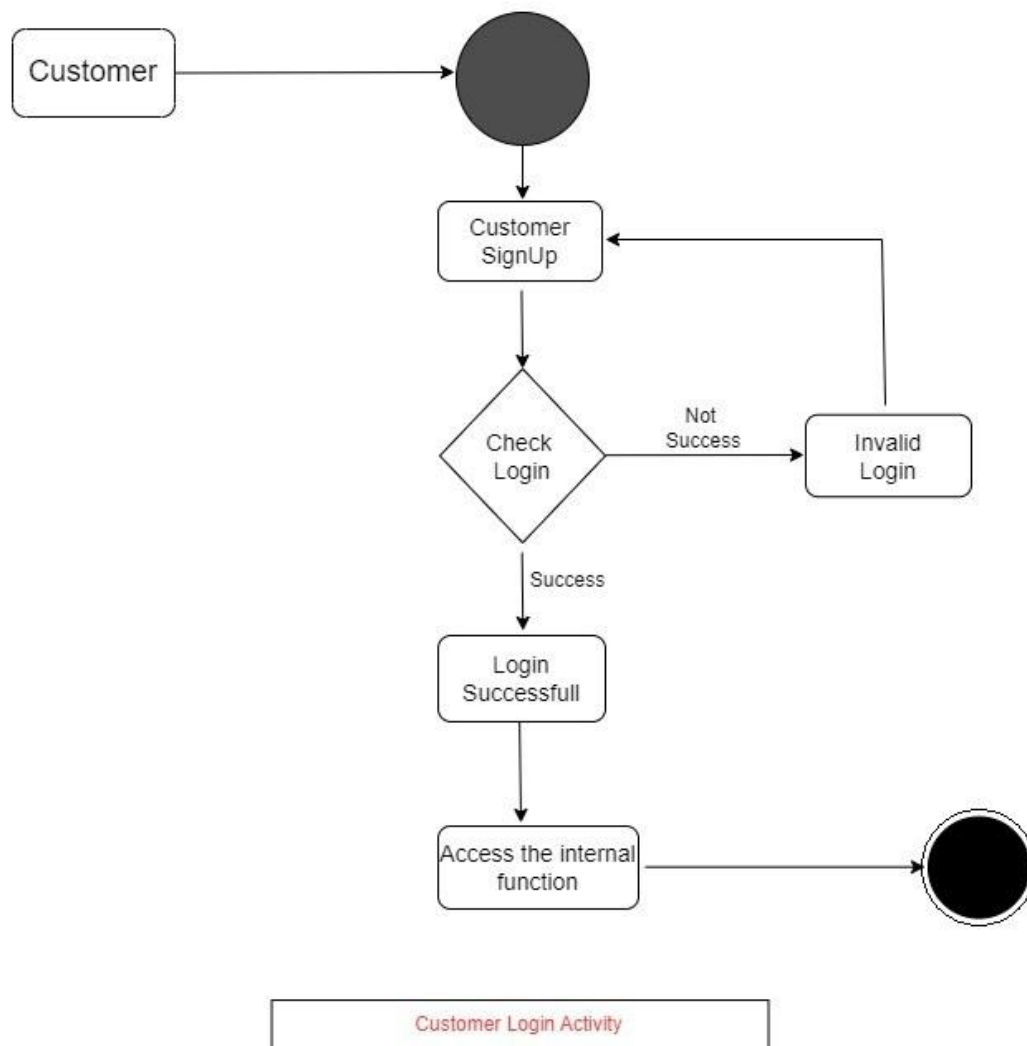 Customer
Customer
SignUp
Check
Login
Not
Success
Invalid
Login
Success
Login
Successfull
Access the internal
function
Customer Login Activity